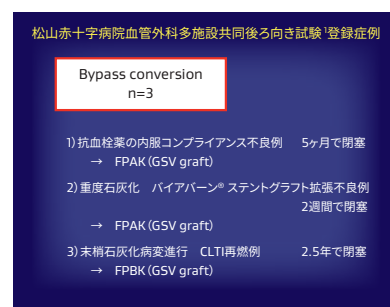 松山赤十字病院血管外科多施設共同後ろ向き試験¹登録症例
Bypass conversion
n=3
1)抗血栓薬の内服コンプライアンス不良例 5ヶ月で閉塞
→ FPAK(GSV graft)
2)重度石灰化 バイアバーン® ステントグラフト拡張不良例
2週間で閉塞
→ FPAK(GSV graft)
3)末梢石灰化病変進行 CLTI再燃例 2.5年で閉塞
→ FPBK(GSV graft)